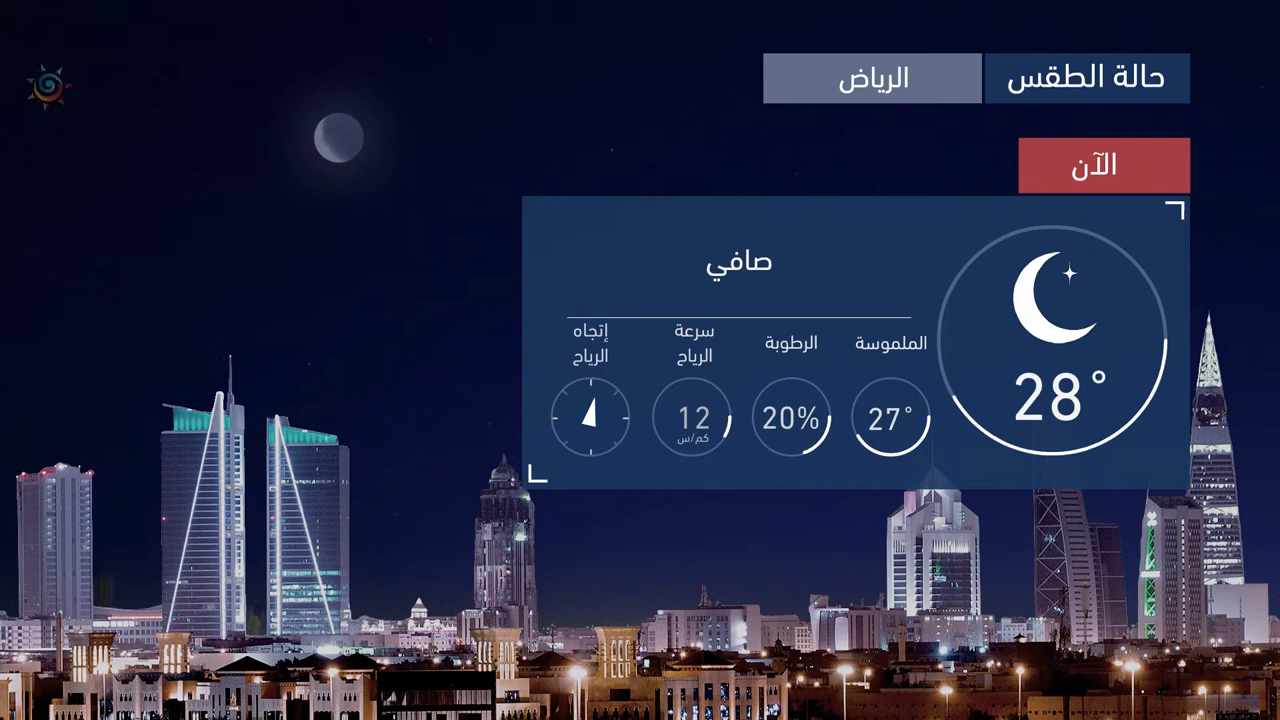 حالة الطقس
الرياض
الآن
28°
صافي
الملموسة
27°
الرطوبة
20%
سرعة
الرياح
12
كم/س
إتجاه
الرياح